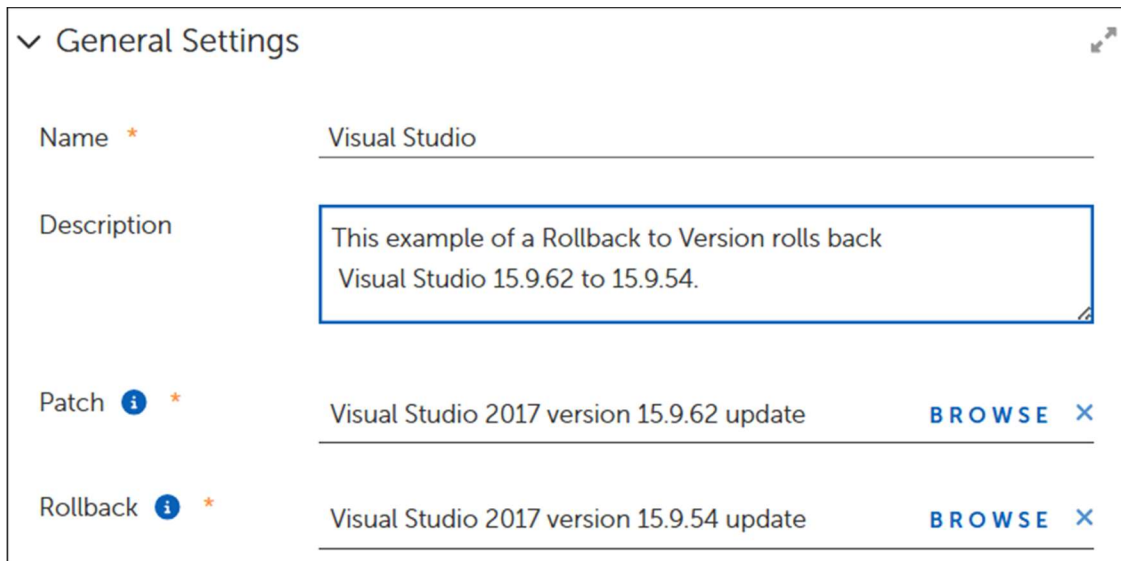 General Settings
Name *
Visual Studio
Description
This example of a Rollback to Version rolls back
Visual Studio 15.9.62 to 15.9.54.
Patch i *
Visual Studio 2017 version 15.9.62 update BROWSE ×
Rollback i *
Visual Studio 2017 version 15.9.54 update BROWSE ×